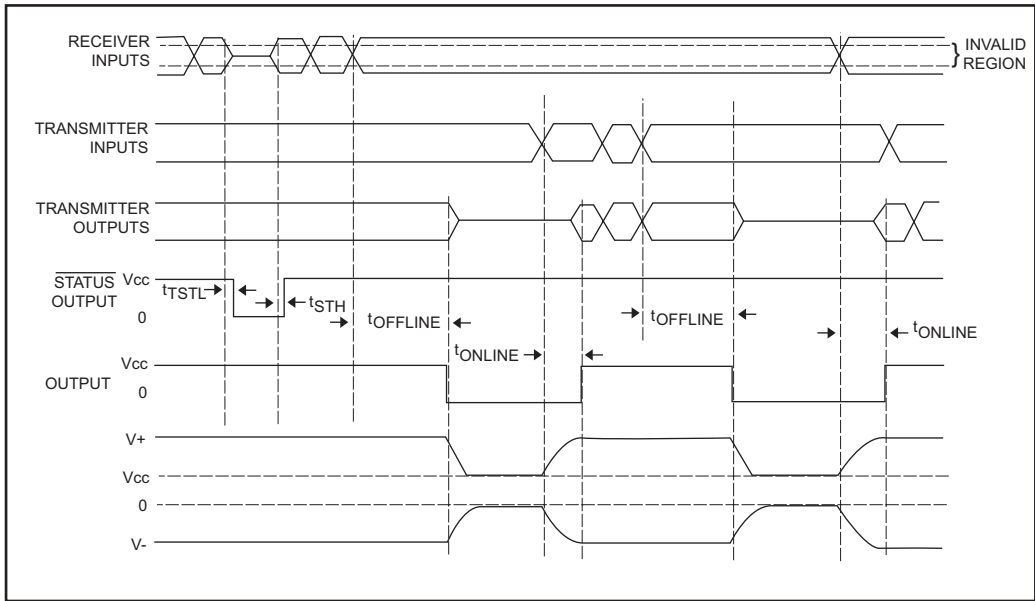 RECEIVER
INPUTS
INVALID
REGION
TRANSMITTER
INPUTS
TRANSMITTER
OUTPUTS
STATUS
OUTPUT
Vcc
0
tTSTL
tSTH
tOFFLINE
tOFFLINE
tONLINE
tONLINE
OUTPUT
Vcc
0
V+
Vcc
0
V-